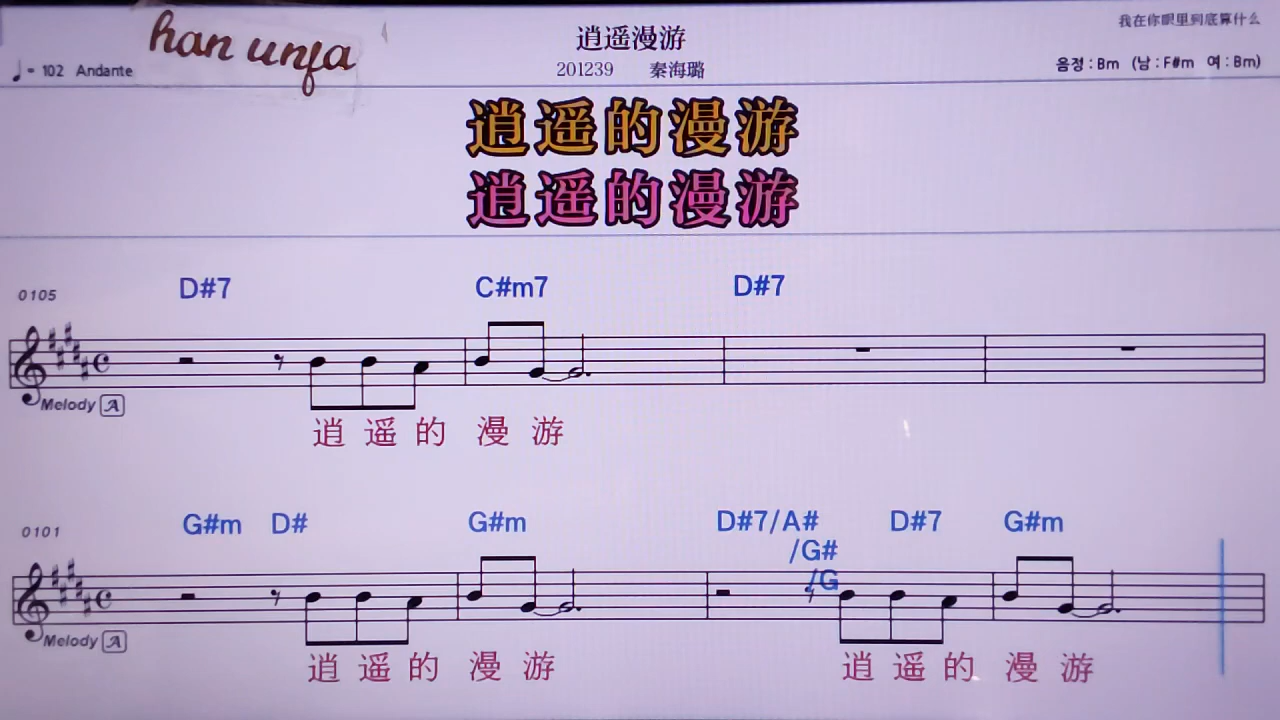 han unfa
我在你眼里到底算什么
逍遥漫游
♩= 102 Andante
201239 秦海璐
음정 : Bm (남 : F#m 여 : Bm)
逍遥的漫游
逍遥的漫游
0105 D#7 C#m7 D#7
Melody A
逍 遥 的 漫 游
0101 G#m D# G#m D#7/A# D#7 G#m
/G#
/G
Melody A
逍 遥 的 漫 游 逍 遥 的 漫 游